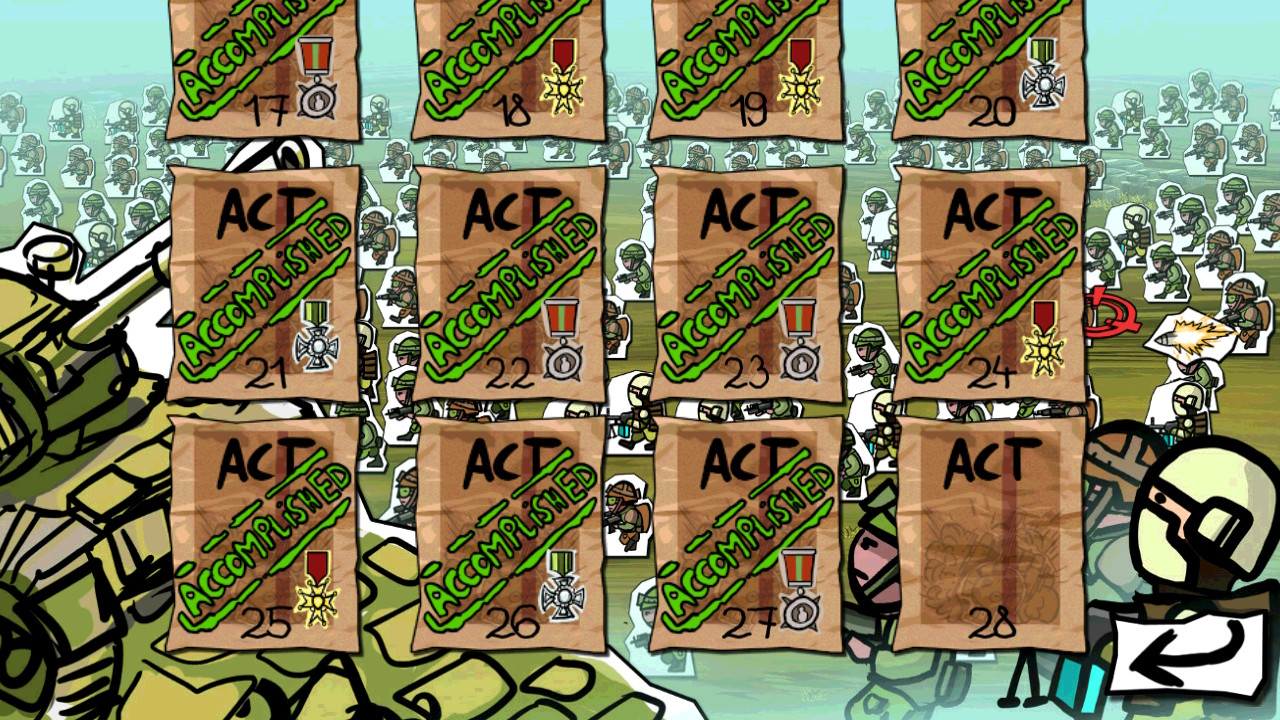 ACCOMPLISHED ACCOMPLISHED ACCOMPLISHED ACCOMPLISHED
17 18 19 20
ACT ACT ACT ACT
ACCOMPLISHED ACCOMPLISHED ACCOMPLISHED ACCOMPLISHED
21 22 23 24
ACT ACT ACT ACT
ACCOMPLISHED ACCOMPLISHED ACCOMPLISHED
25 26 27 28